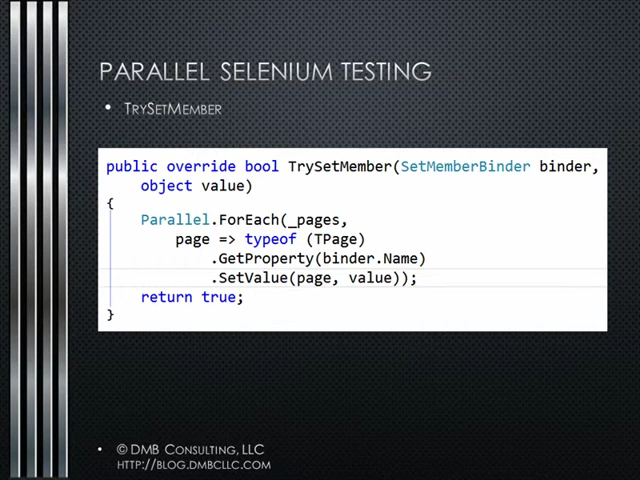 PARALLEL SELENIUM TESTING
• TRYSETMEMBER
public override bool TrySetMember(SetMemberBinder binder,
    object value)
{
    Parallel.ForEach(_pages,
        page => typeof (TPage)
            .GetProperty(binder.Name)
            .SetValue(page, value));
    return true;
}
• © DMB CONSULTING, LLC
HTTP://BLOG.DMBCLLC.COM